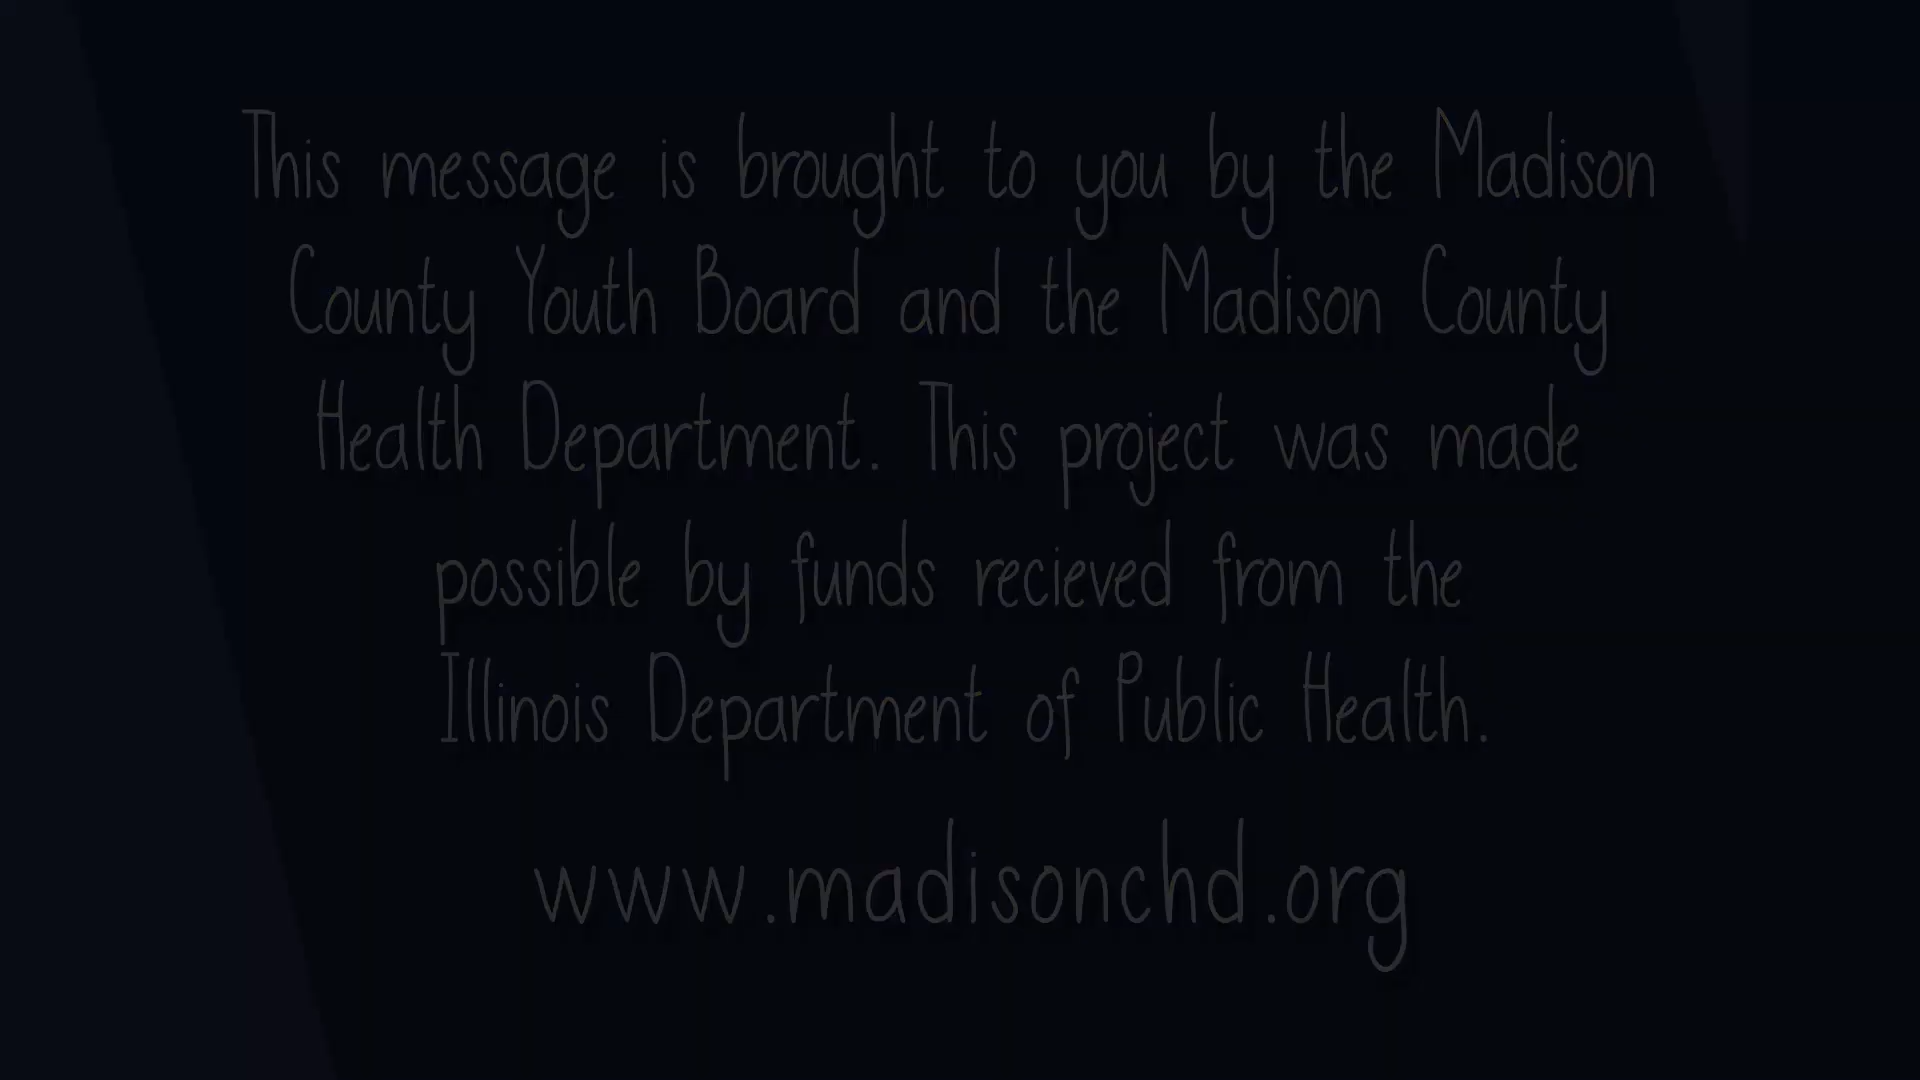 This message is brought to you by the Madison
County Youth Board and the Madison County
Health Department. This project was made
possible by funds recieved from the
Illinois Department of Public Health.
www.madisonchd.org